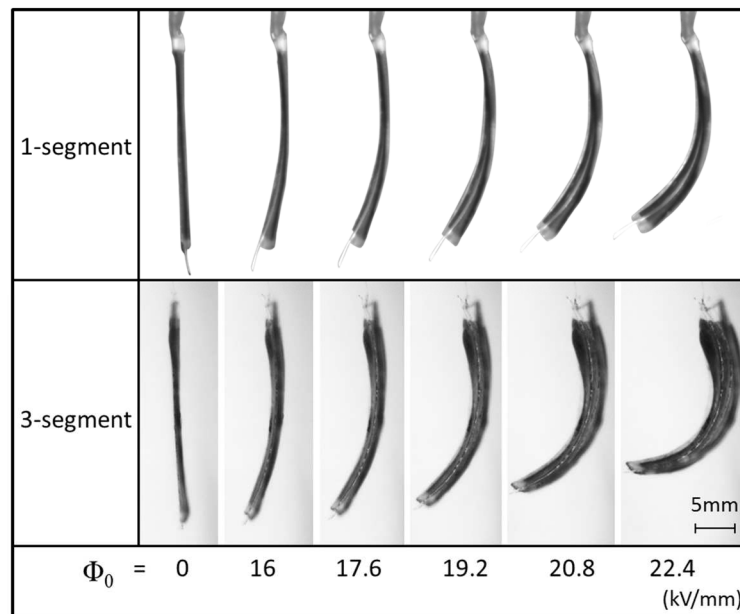 1-segment
3-segment
5mm
Φ₀ = 0 16 17.6 19.2 20.8 22.4
(kV/mm)